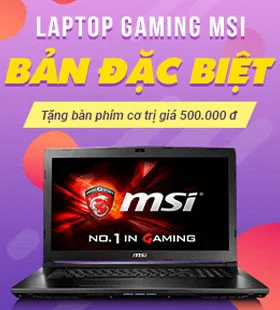 LAPTOP GAMING MSI
BẢN ĐẶC BIỆT
Tặng bàn phím cơ trị giá 500.000 đ
msi
NO.1 IN GAMING
msi